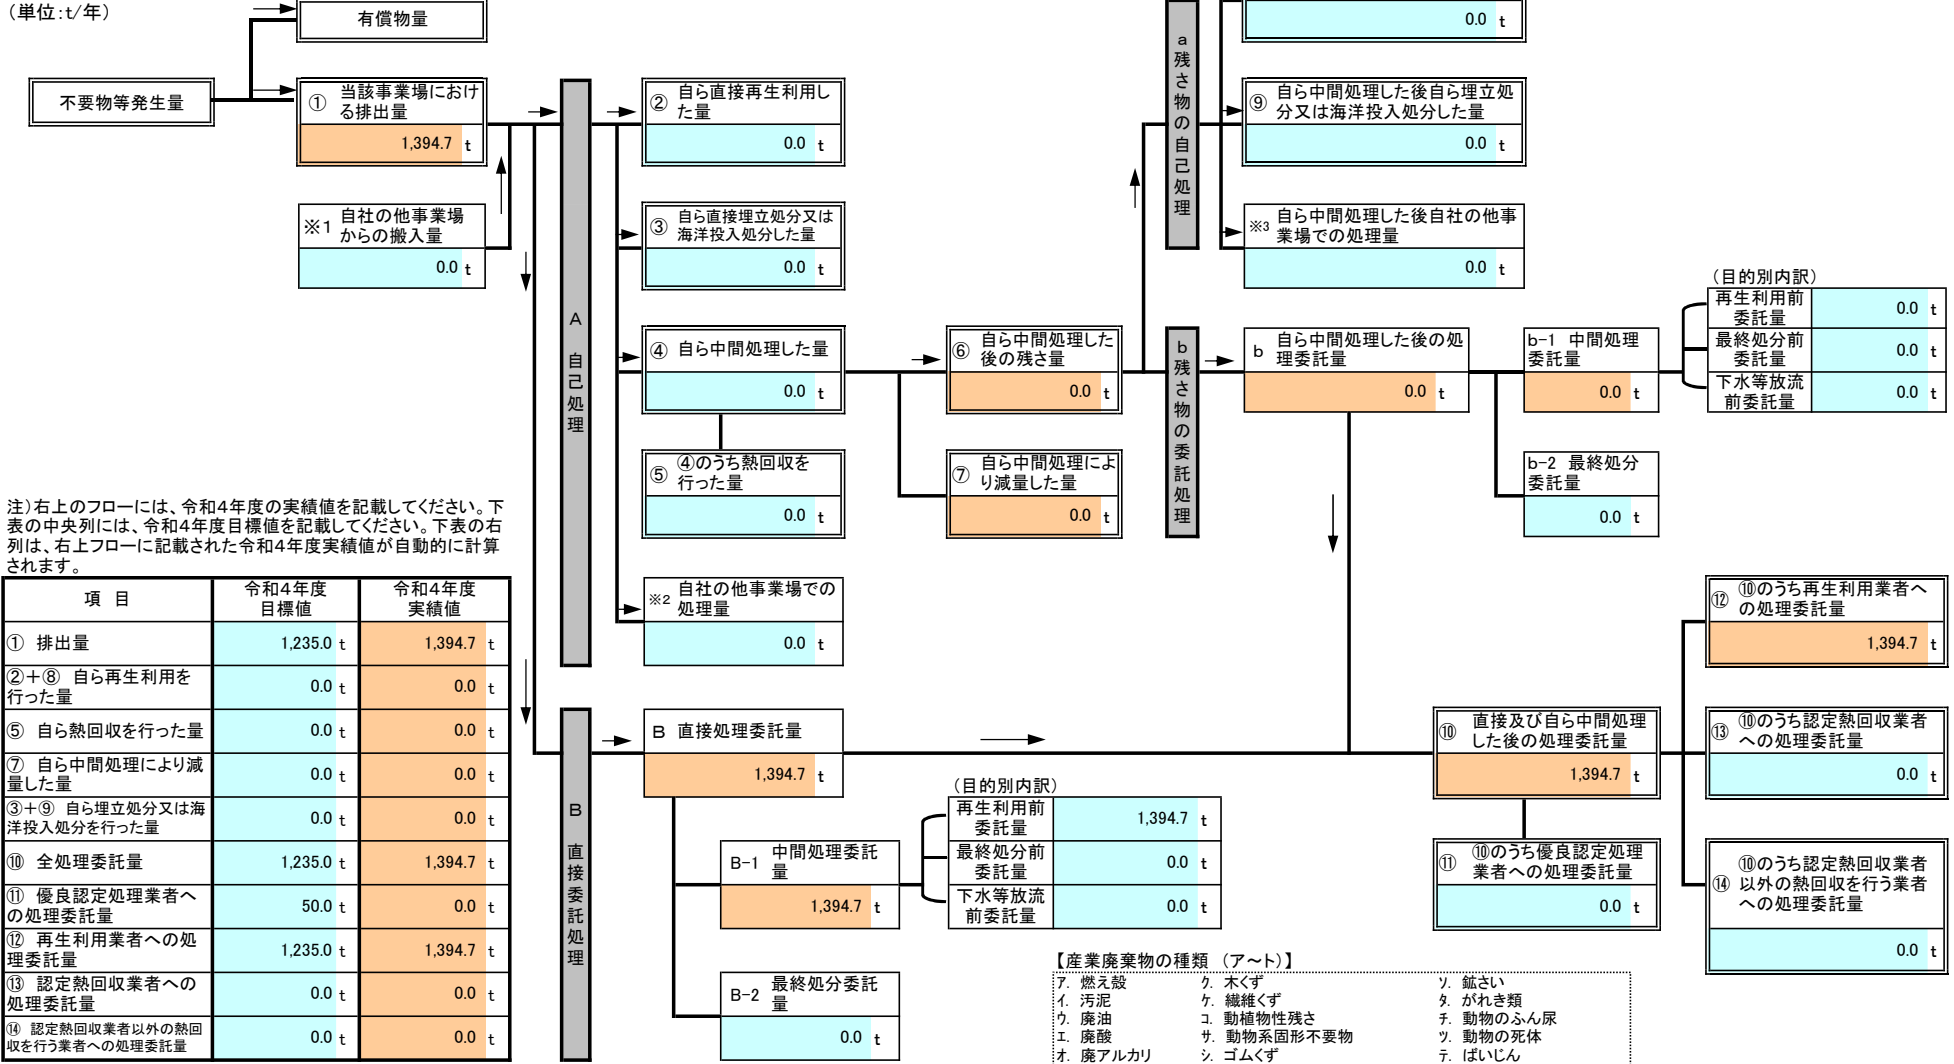 （単位：t/年）
有償物量
不要物等発生量
① 当該事業場におけ
る排出量
1,394.7 t
※1 自社の他事業場
からの搬入量
0.0 t
A 自己処理
② 自ら直接再生利用し
た量
0.0 t
③ 自ら直接埋立処分又は
海洋投入処分した量
0.0 t
④ 自ら中間処理した量
0.0 t
⑤ ④のうち熱回収を
行った量
0.0 t
※2 自社の他事業場での
処理量
0.0 t
⑥ 自ら中間処理した
後の残さ量
0.0 t
⑦ 自ら中間処理によ
り減量した量
0.0 t
a 残さ物の自己処理
0.0 t
⑨ 自ら中間処理した後自ら埋立処
分又は海洋投入処分した量
0.0 t
※3 自ら中間処理した後自社の他事
業場での処理量
0.0 t
b 残さ物の委託処理
b 自ら中間処理した後の処
理委託量
0.0 t
b-1 中間処理
委託量
0.0 t
b-2 最終処分
委託量
0.0 t
（目的別内訳）
再生利用前
委託量
0.0 t
最終処分前
委託量
0.0 t
下水等放流
前委託量
0.0 t
注）右上のフローには、令和4年度の実績値を記載してください。下
表の中央列には、令和4年度目標値を記載してください。下表の右
列は、右上フローに記載された令和4年度実績値が自動的に計算
されます。
項 目 令和4年度
目標値 令和4年度
実績値
① 排出量 1,235.0 t 1,394.7 t
②＋⑧ 自ら再生利用を
行った量 0.0 t 0.0 t
⑤ 自ら熱回収を行った量 0.0 t 0.0 t
⑦ 自ら中間処理により減
量した量 0.0 t 0.0 t
③＋⑨ 自ら埋立処分又は海
洋投入処分を行った量 0.0 t 0.0 t
⑩ 全処理委託量 1,235.0 t 1,394.7 t
⑪ 優良認定処理業者へ
の処理委託量 50.0 t 0.0 t
⑫ 再生利用業者への処
理委託量 1,235.0 t 1,394.7 t
⑬ 認定熱回収業者への
処理委託量 0.0 t 0.0 t
⑭ 認定熱回収業者以外の熱回
収を行う業者への処理委託量 0.0 t 0.0 t
B 直接委託処理
B 直接処理委託量
1,394.7 t
B-1 中間処理委託
量
1,394.7 t
B-2 最終処分委託
量
0.0 t
（目的別内訳）
再生利用前
委託量
1,394.7 t
最終処分前
委託量
0.0 t
下水等放流
前委託量
0.0 t
⑩ 直接及び自ら中間処理
した後の処理委託量
1,394.7 t
⑪ ⑩のうち優良認定処理
業者への処理委託量
0.0 t
⑫ ⑩のうち再生利用業者へ
の処理委託量
1,394.7 t
⑬ ⑩のうち認定熱回収業者
への処理委託量
0.0 t
⑭ ⑩のうち認定熱回収業者
以外の熱回収を行う業者
への処理委託量
0.0 t
【産業廃棄物の種類 （ア～ト）】
ア. 燃え殻 ク. 木くず ソ. 鉱さい
イ. 汚泥 ケ. 繊維くず タ. がれき類
ウ. 廃油 コ. 動植物性残さ チ. 動物のふん尿
エ. 廃酸 サ. 動物系固形不要物 ツ. 動物の死体
オ. 廃アルカリ シ. ゴムくず テ. ばいじん